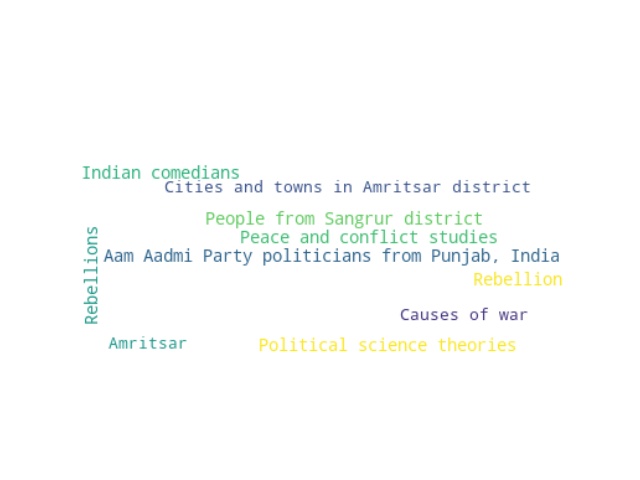 Indian comedians
Cities and towns in Amritsar district
People from Sangrur district
Peace and conflict studies
Aam Aadmi Party politicians from Punjab, India
Rebellions
Rebellion
Causes of war
Amritsar
Political science theories